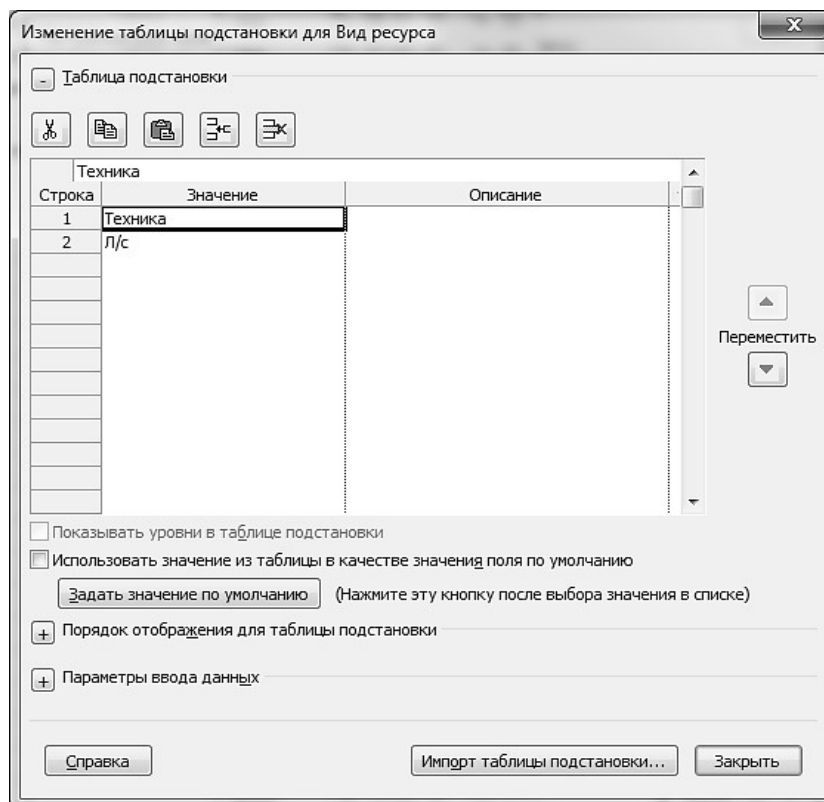 Изменение таблицы подстановки для Вид ресурса
Таблица подстановки
Техника
Строка Значение Описание
1 Техника
2 Л/с
Переместить
Показывать уровни в таблице подстановки
Использовать значение из таблицы в качестве значения поля по умолчанию
Задать значение по умолчанию (Нажмите эту кнопку после выбора значения в списке)
Порядок отображения для таблицы подстановки
Параметры ввода данных
Справка Импорт таблицы подстановки... Закрыть